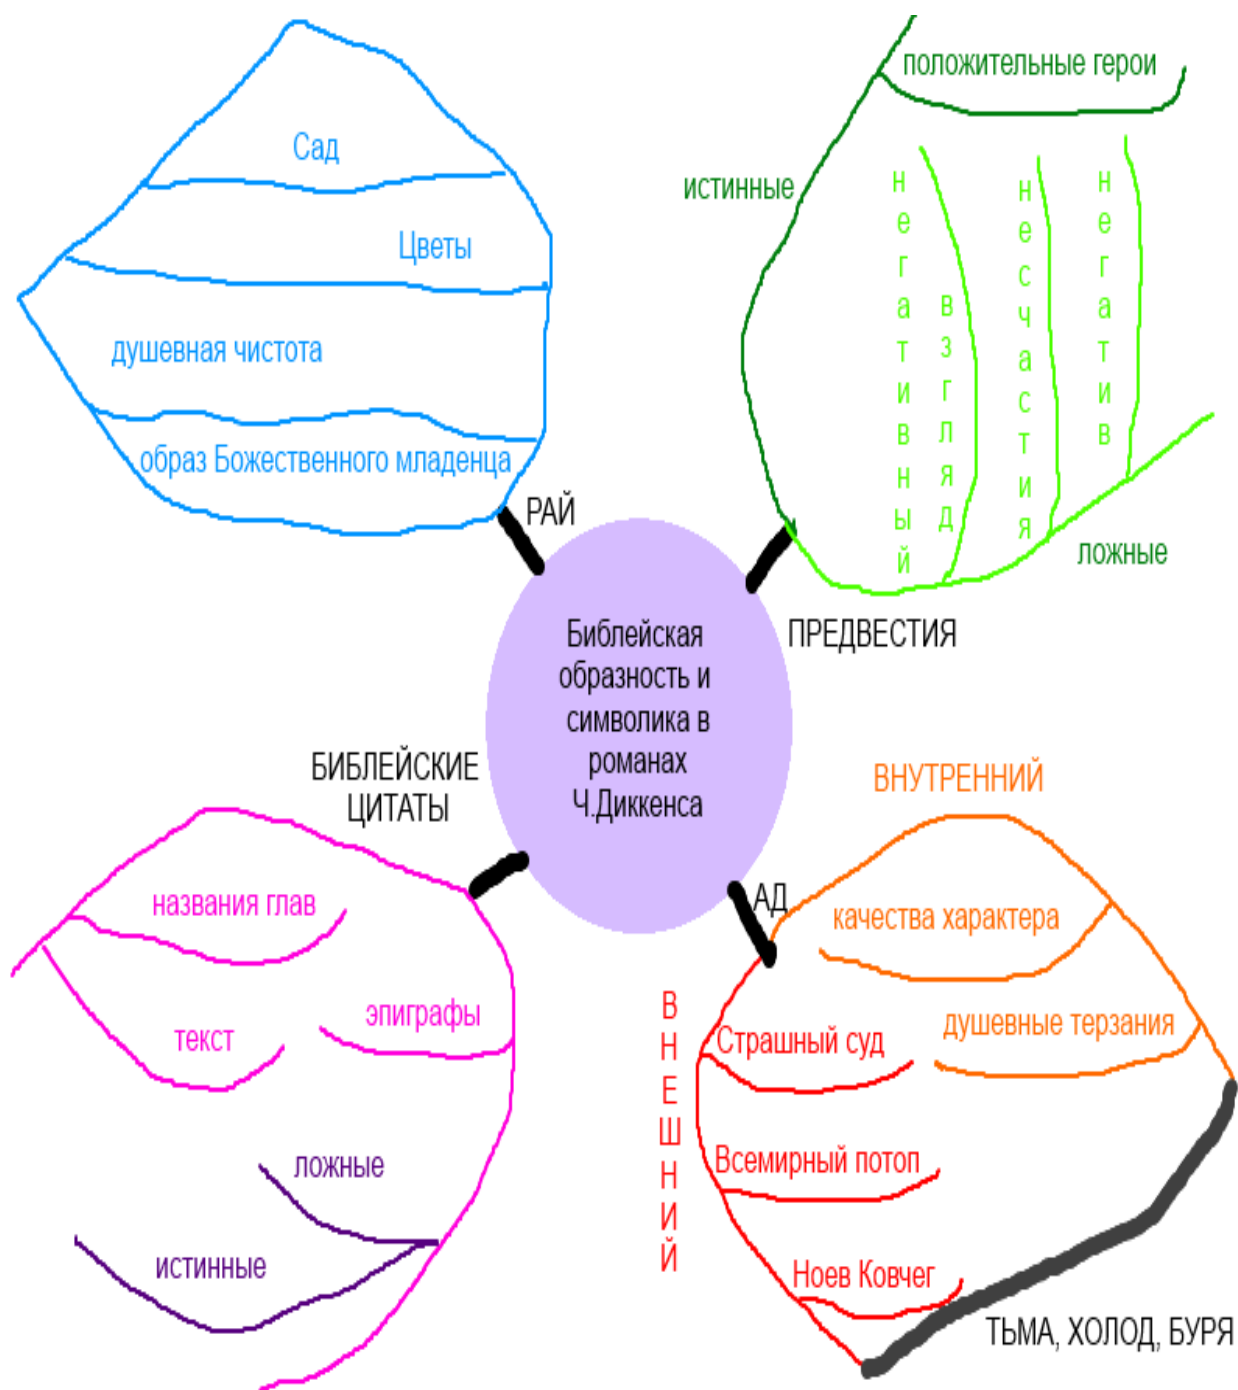 Сад
Цветы
душевная чистота
образ Божественного младенца
РАЙ
положительные герои
истинные
негативный
взгляд
несчастия
негатив
ложные
ПРЕДВЕСТИЯ
Библейская
образность и
символика в
романах
Ч.Диккенса
БИБЛЕЙСКИЕ
ЦИТАТЫ
названия глав
текст
эпиграфы
ложные
истинные
АД
ВНУТРЕННИЙ
качества характера
душевные терзания
ВНЕШНИЙ
Страшный суд
Всемирный потоп
Ноев Ковчег
ТЬМА, ХОЛОД, БУРЯ